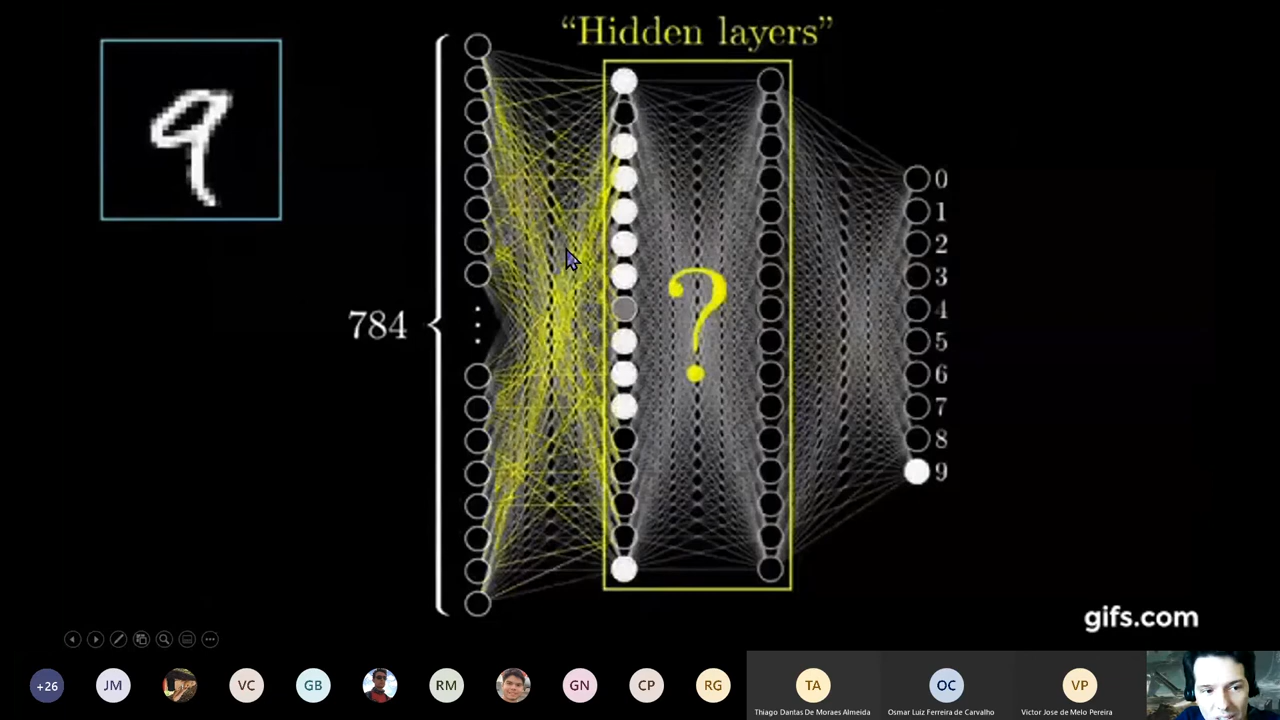 “Hidden layers”
9
784
?
0
1
2
3
4
5
6
7
8
9
gifs.com
+26
JM
VC
GB
RM
GN
CP
RG
TA
OC
VP
Thiago Dantas De Moraes Almeida
Osmar Luiz Ferreira de Carvalho
Victor Jose de Melo Pereira